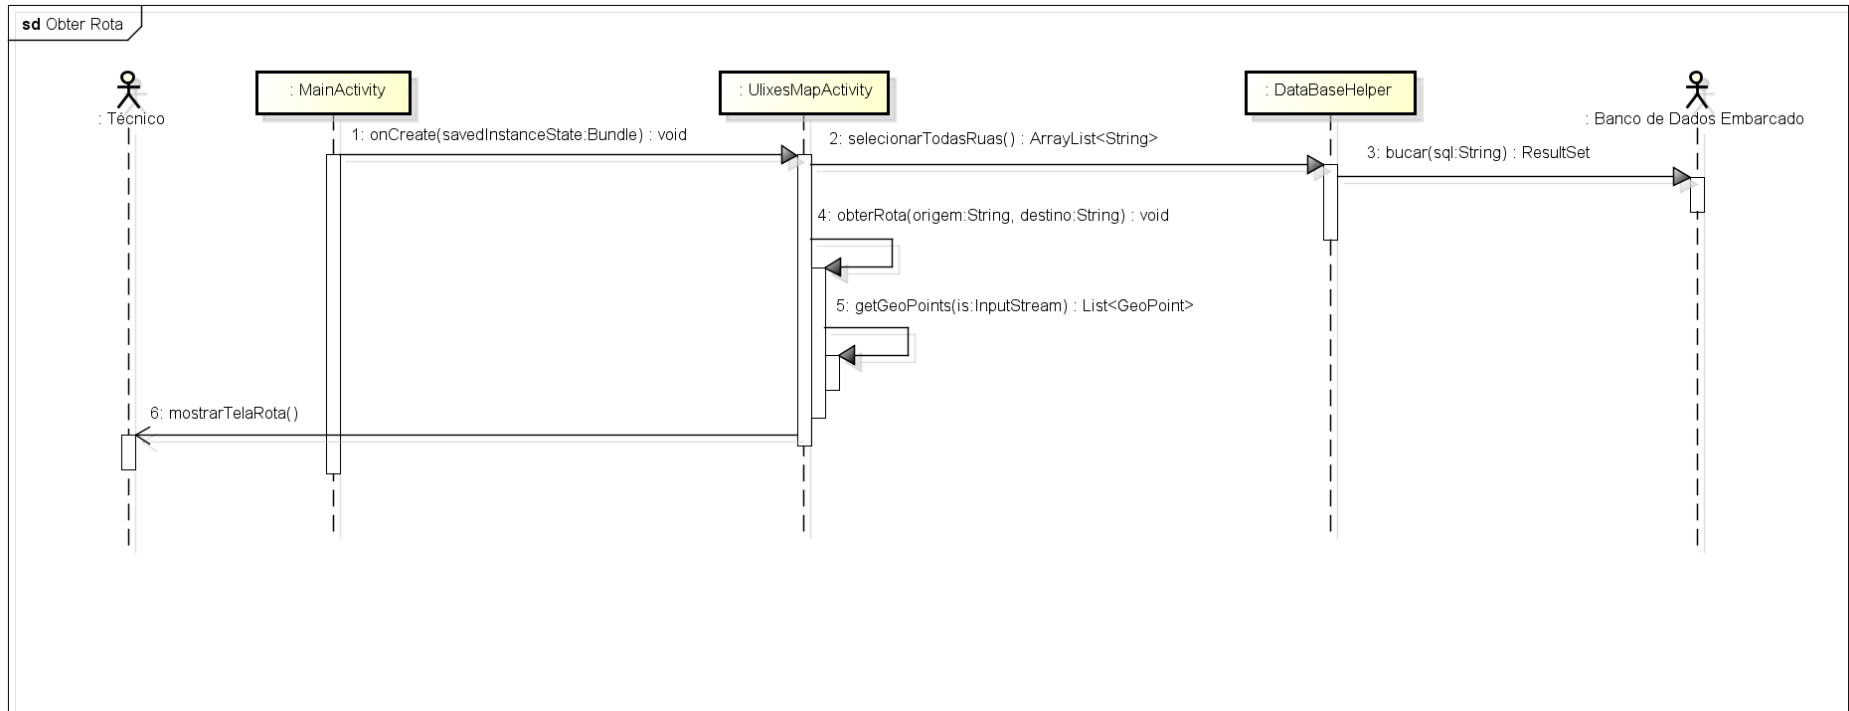 sd Obter Rota
: Técnico
: MainActivity
: UlixesMapActivity
: DataBaseHelper
: Banco de Dados Embarcado
1: onCreate(savedInstanceState:Bundle) : void
2: selecionarTodasRuas() : ArrayList<String>
3: bucar(sql:String) : ResultSet
4: obterRota(origem:String, destino:String) : void
5: getGeoPoints(is:InputStream) : List<GeoPoint>
6: mostrarTelaRota()